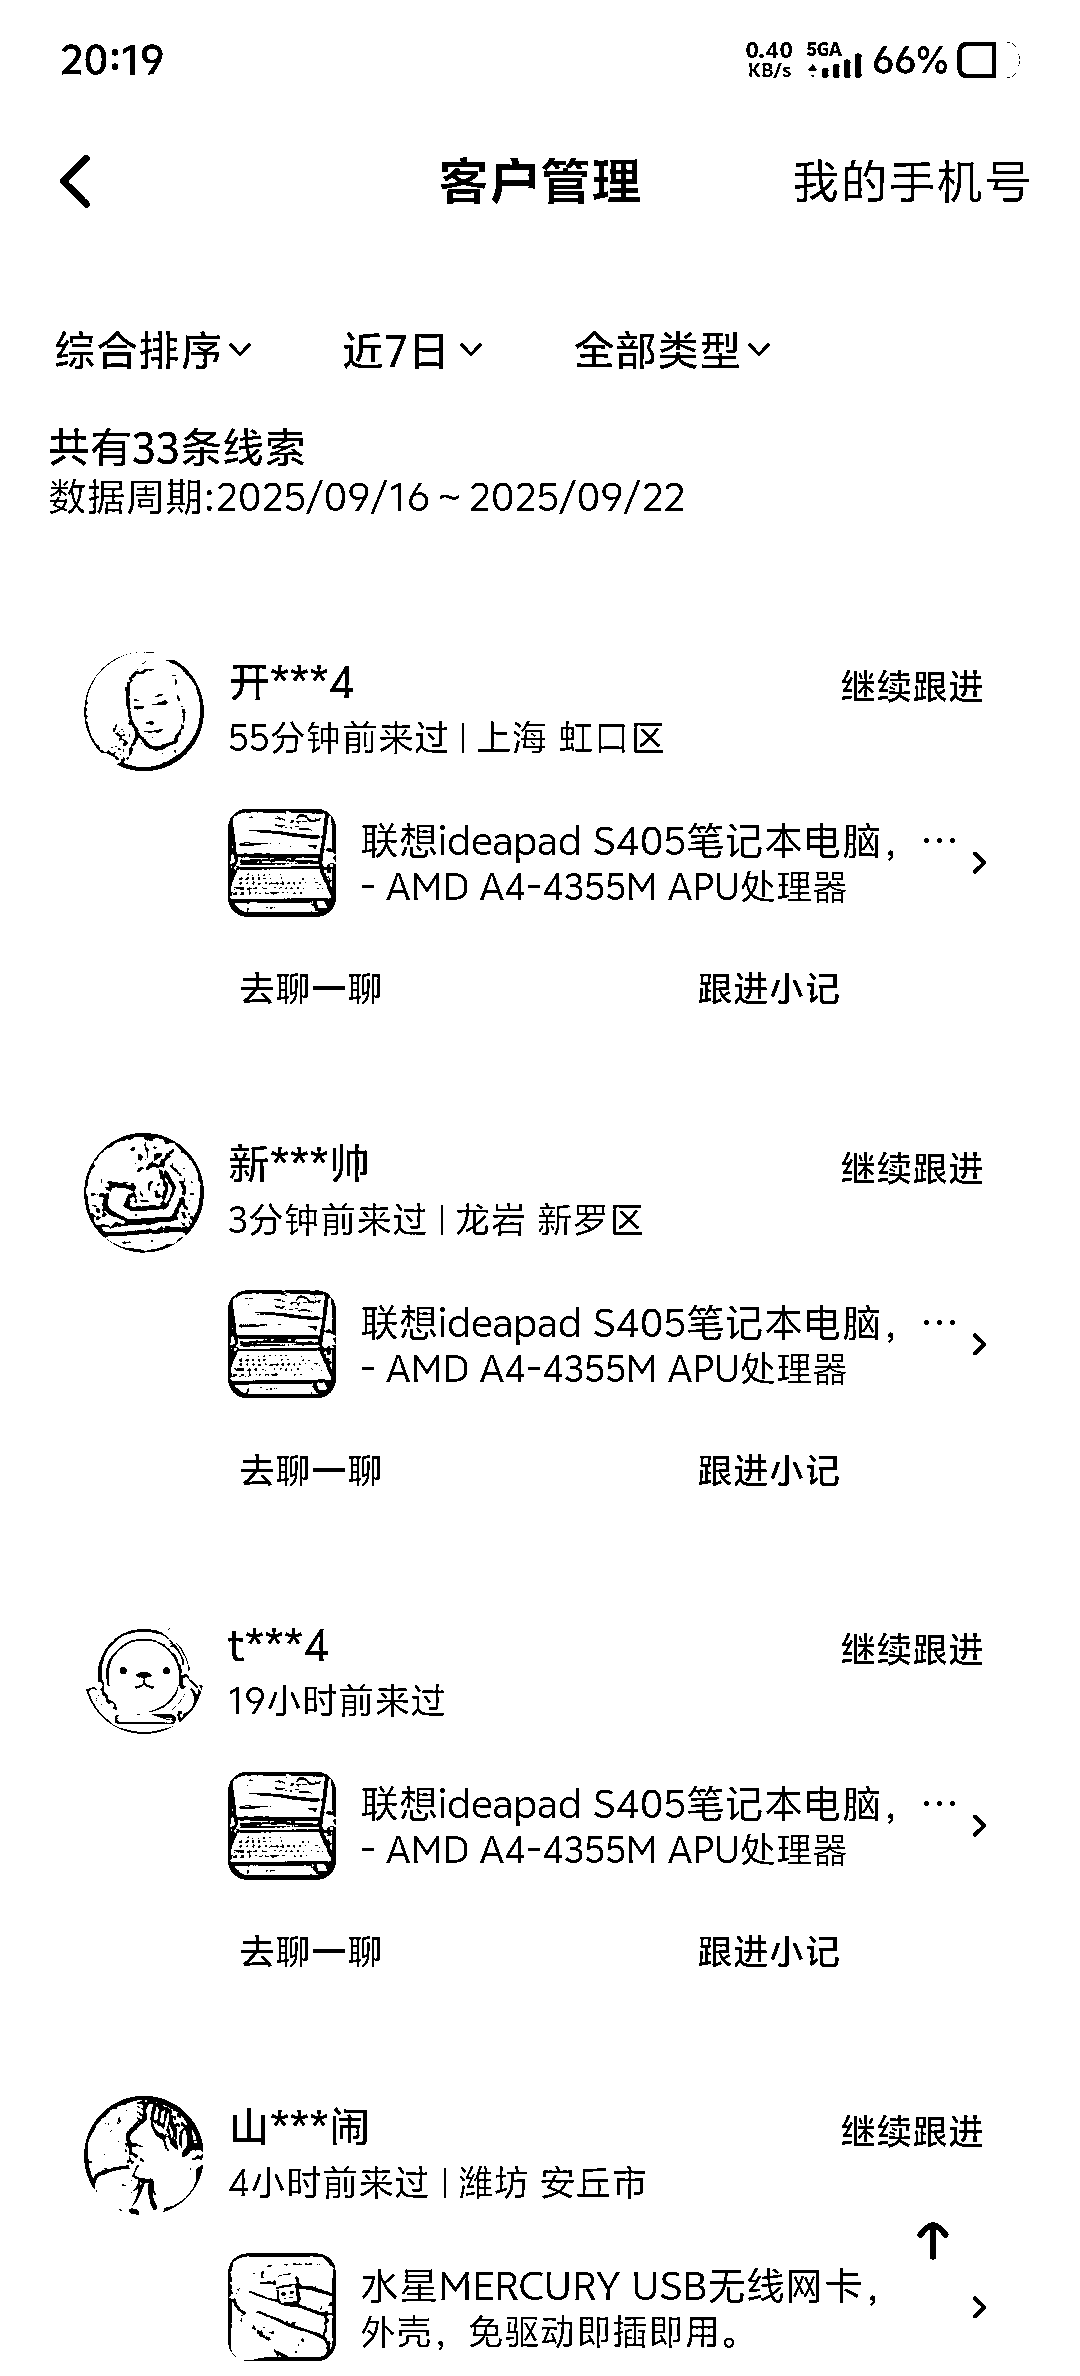 20:19
0.40 KB/s 5GA 66%
客户管理 我的手机号
综合排序 近7日 全部类型
共有33条线索
数据周期:2025/09/16 ~ 2025/09/22
开***4 继续跟进
55分钟前来过 | 上海 虹口区
联想ideapad S405笔记本电脑，…
- AMD A4-4355M APU处理器
去聊一聊 跟进小记
新***帅 继续跟进
3分钟前来过 | 龙岩 新罗区
联想ideapad S405笔记本电脑，…
- AMD A4-4355M APU处理器
去聊一聊 跟进小记
t***4 继续跟进
19小时前来过
联想ideapad S405笔记本电脑，…
- AMD A4-4355M APU处理器
去聊一聊 跟进小记
山***闹 继续跟进
4小时前来过 | 潍坊 安丘市
水星MERCURY USB无线网卡，
外壳，免驱动即插即用。